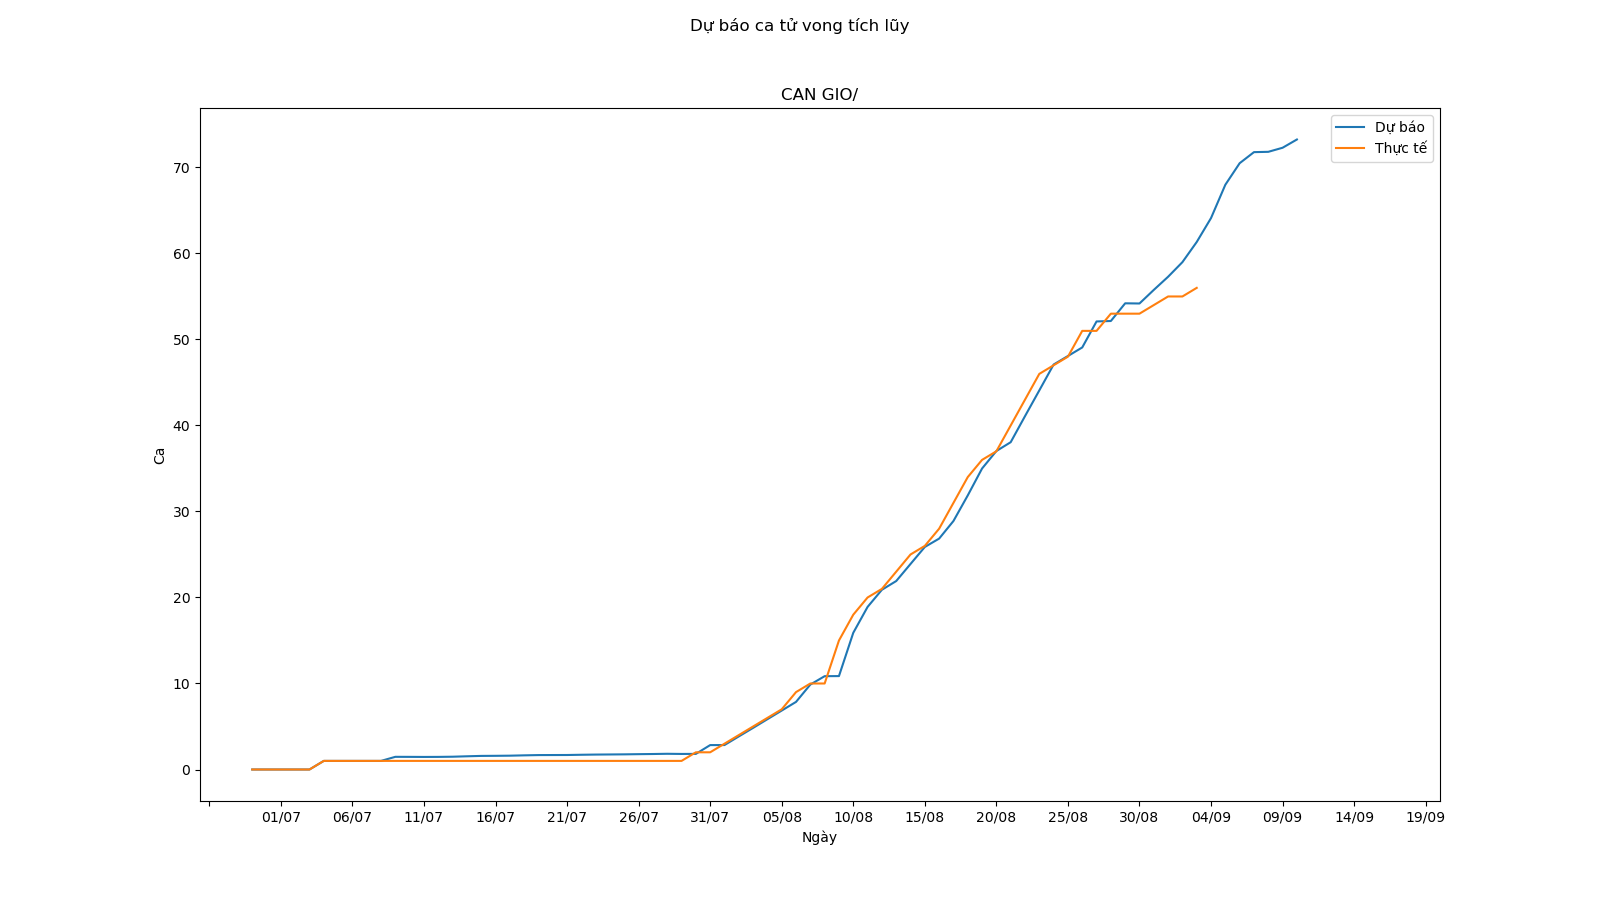 Dự báo ca tử vong tích lũy
CAN GIO/
Dự báo
Thực tế
70
60
50
40
30
20
10
0
Ca
01/07 06/07 11/07 16/07 21/07 26/07 31/07 05/08 10/08 15/08 20/08 25/08 30/08 04/09 09/09 14/09 19/09
Ngày